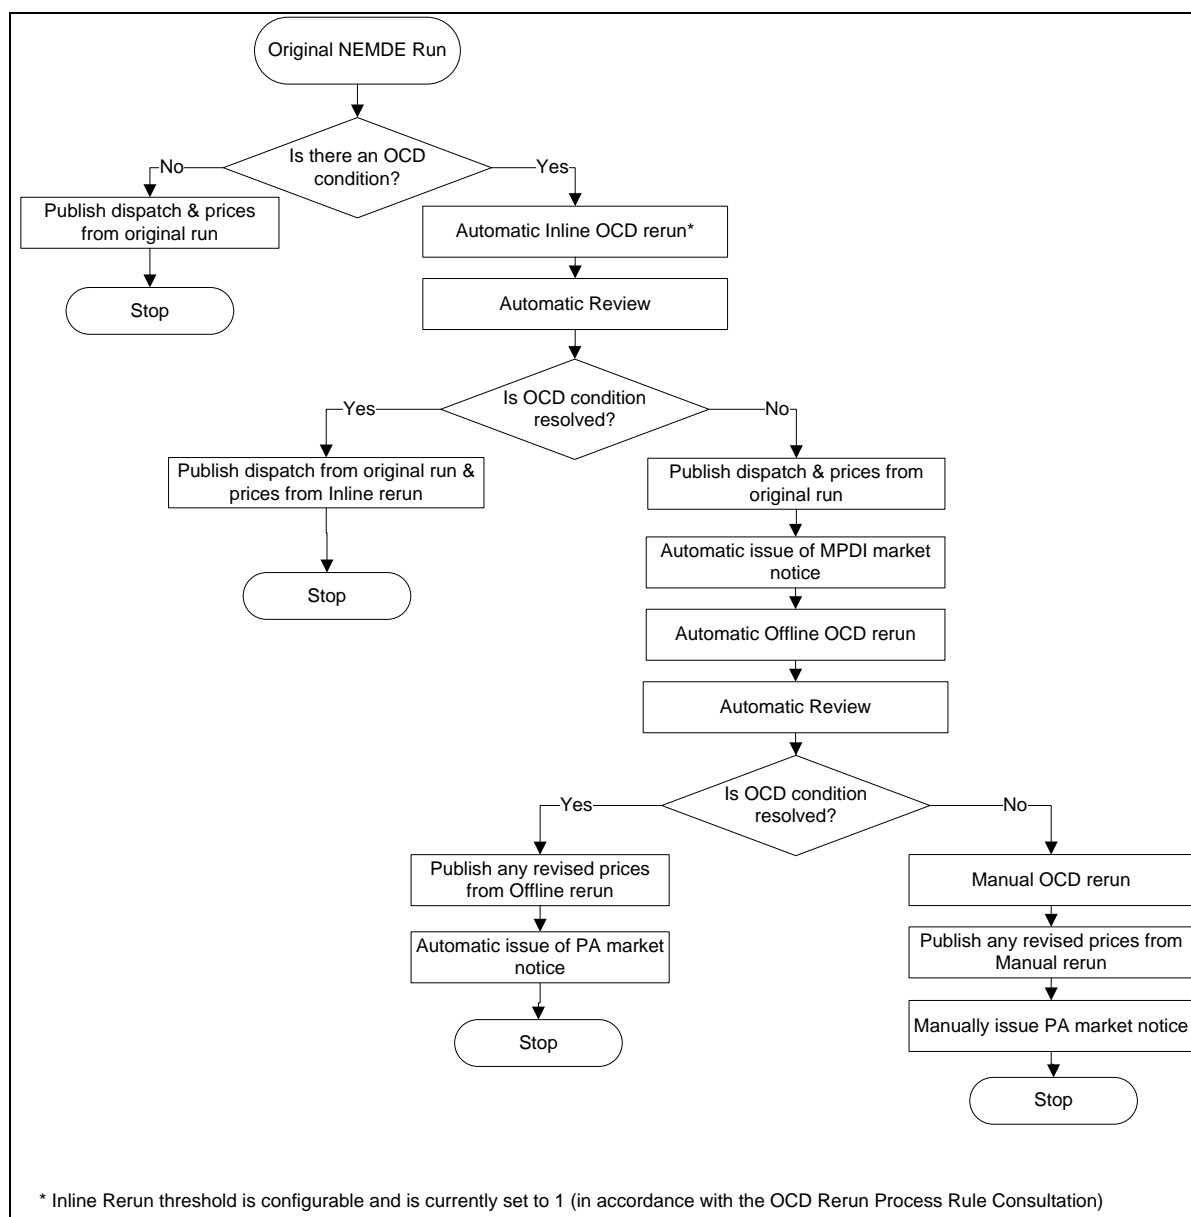 Original NEMDE Run
Is there an OCD
condition?
No
Yes
Publish dispatch & prices
from original run
Automatic Inline OCD rerun*
Stop
Automatic Review
Is OCD condition
resolved?
Yes
No
Publish dispatch from original run &
prices from Inline rerun
Publish dispatch & prices from
original run
Stop
Automatic issue of MPDI market
notice
Automatic Offline OCD rerun
Automatic Review
Is OCD condition
resolved?
Yes
No
Publish any revised prices
from Offline rerun
Manual OCD rerun
Automatic issue of PA market
notice
Publish any revised prices from
Manual rerun
Stop
Manually issue PA market notice
Stop
* Inline Rerun threshold is configurable and is currently set to 1 (in accordance with the OCD Rerun Process Rule Consultation)